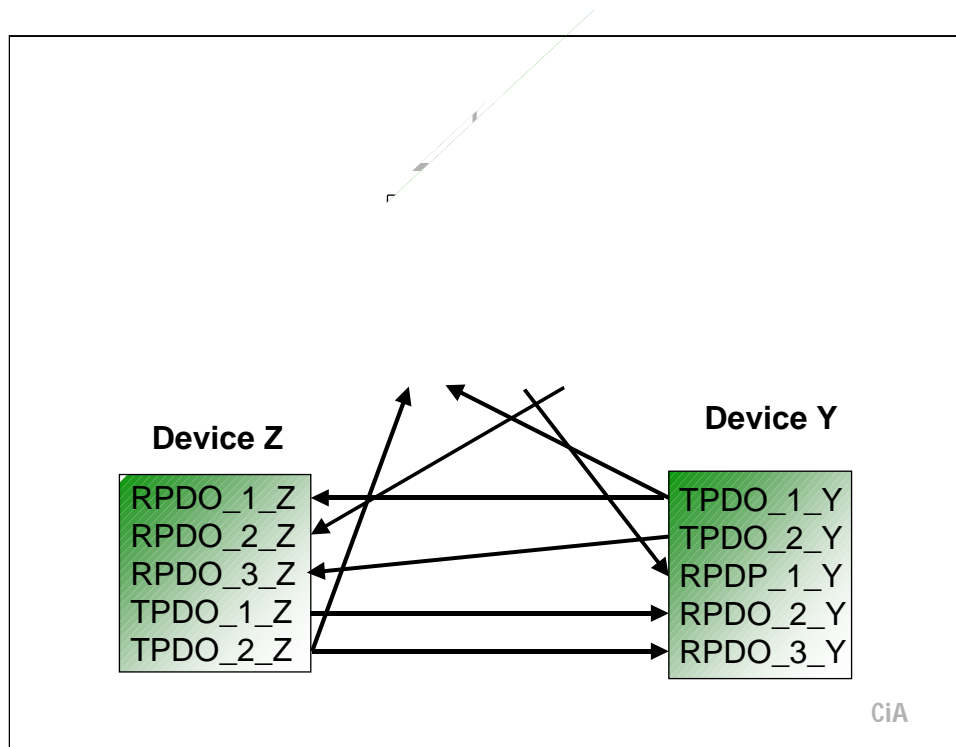 Device Z
RPDO_1_Z
RPDO_2_Z
RPDO_3_Z
TPDO_1_Z
TPDO_2_Z
Device Y
TPDO_1_Y
TPDO_2_Y
RPDP_1_Y
RPDO_2_Y
RPDO_3_Y
CiA